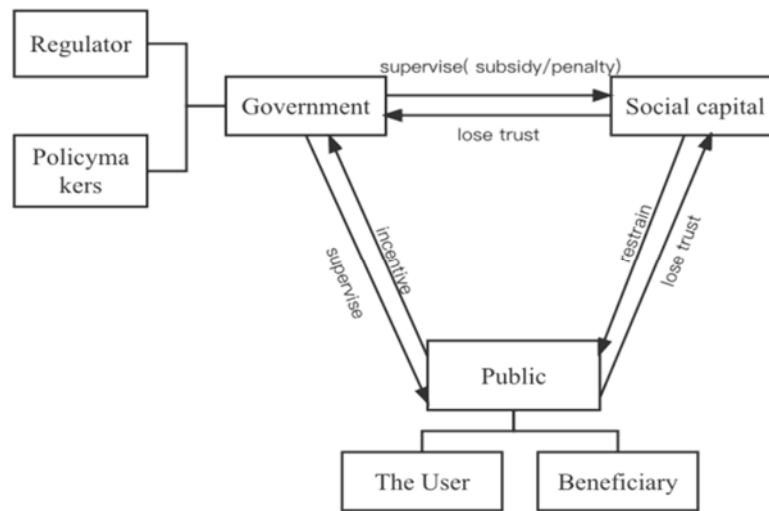 Regulator
supervise( subsidy/penalty)
Government
Social capital
lose trust
Policyma
kers
incentive
supervise
restrain
lose trust
Public
The User
Beneficiary